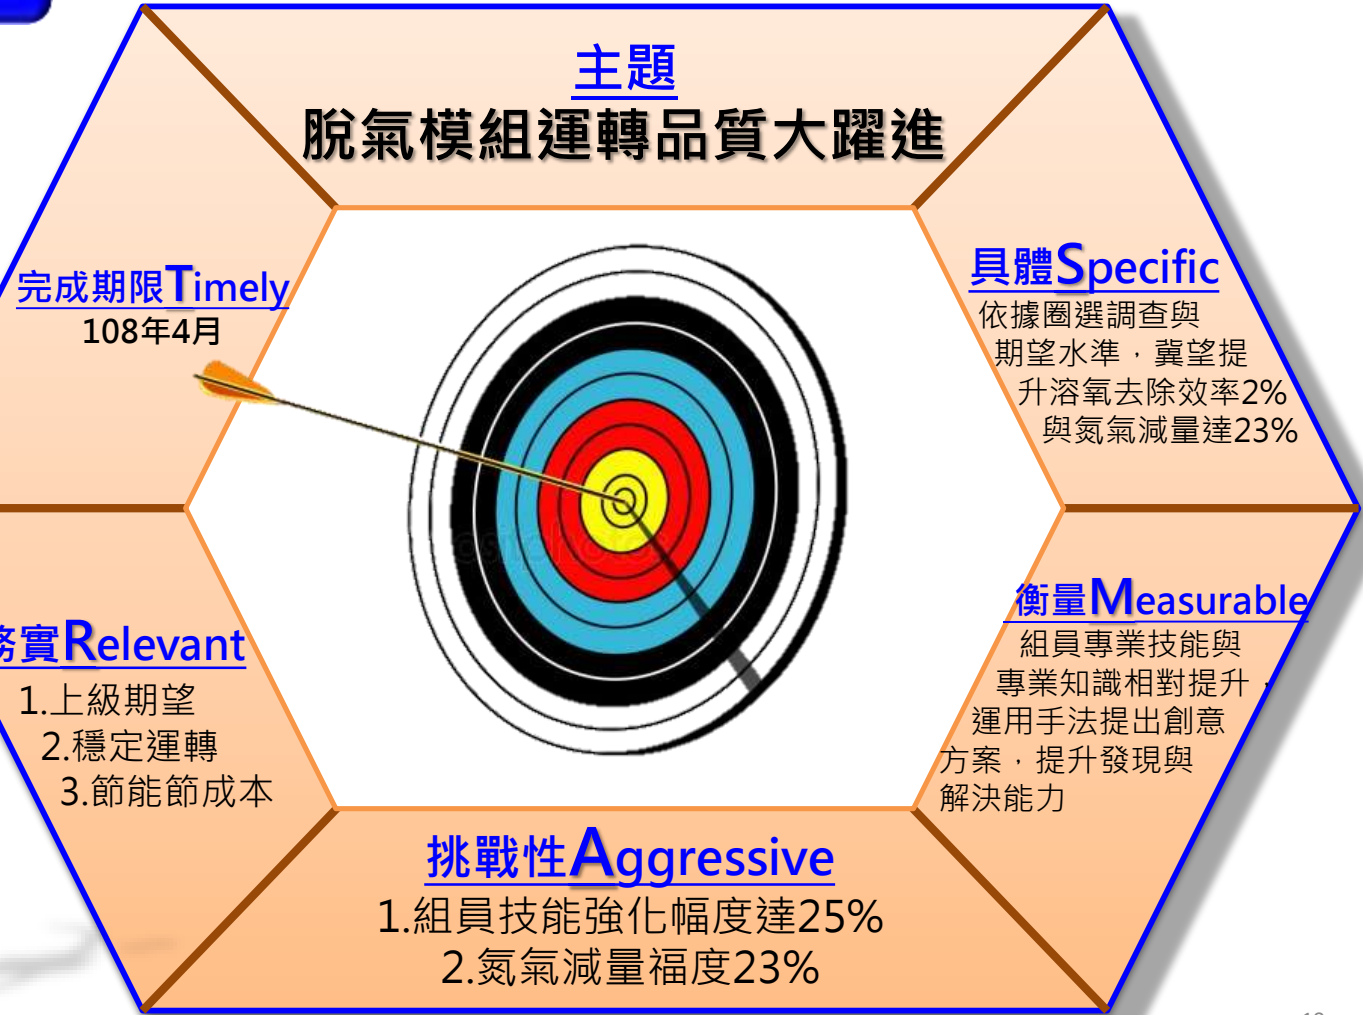 主題
脫氣模組運轉品質大躍進
完成期限Timely
108年4月
具體Specific
依據圈選調查與
期望水準，冀望提
升溶氧去除效率2%
與氮氣減量達23%
務實Relevant
1.上級期望
2.穩定運轉
3.節能節成本
衡量Measurable
組員專業技能與
專業知識相對提升，
運用手法提出創意
方案，提升發現與
解決能力
挑戰性Aggressive
1.組員技能強化幅度達25%
2.氮氣減量福度23%